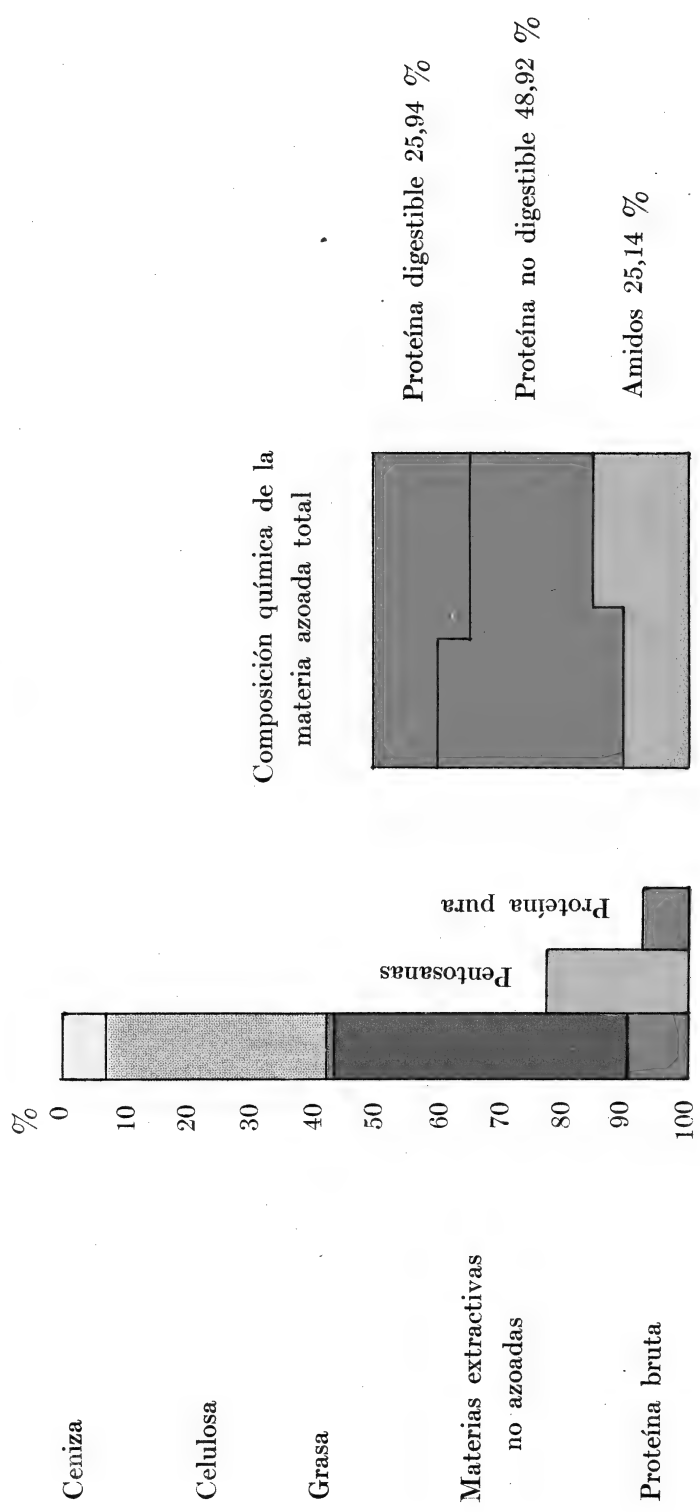 Ceniza
Celulosa
Grasa
Materias extractivas
no azoadas
Proteína bruta
%
0
10
20
30
40
50
60
70
80
90
100
Pentosanas
Proteína pura
Composición química de la
materia azoada total
Proteína digestible 25,94 %
Proteína no digestible 48,92 %
Amidos 25,14 %